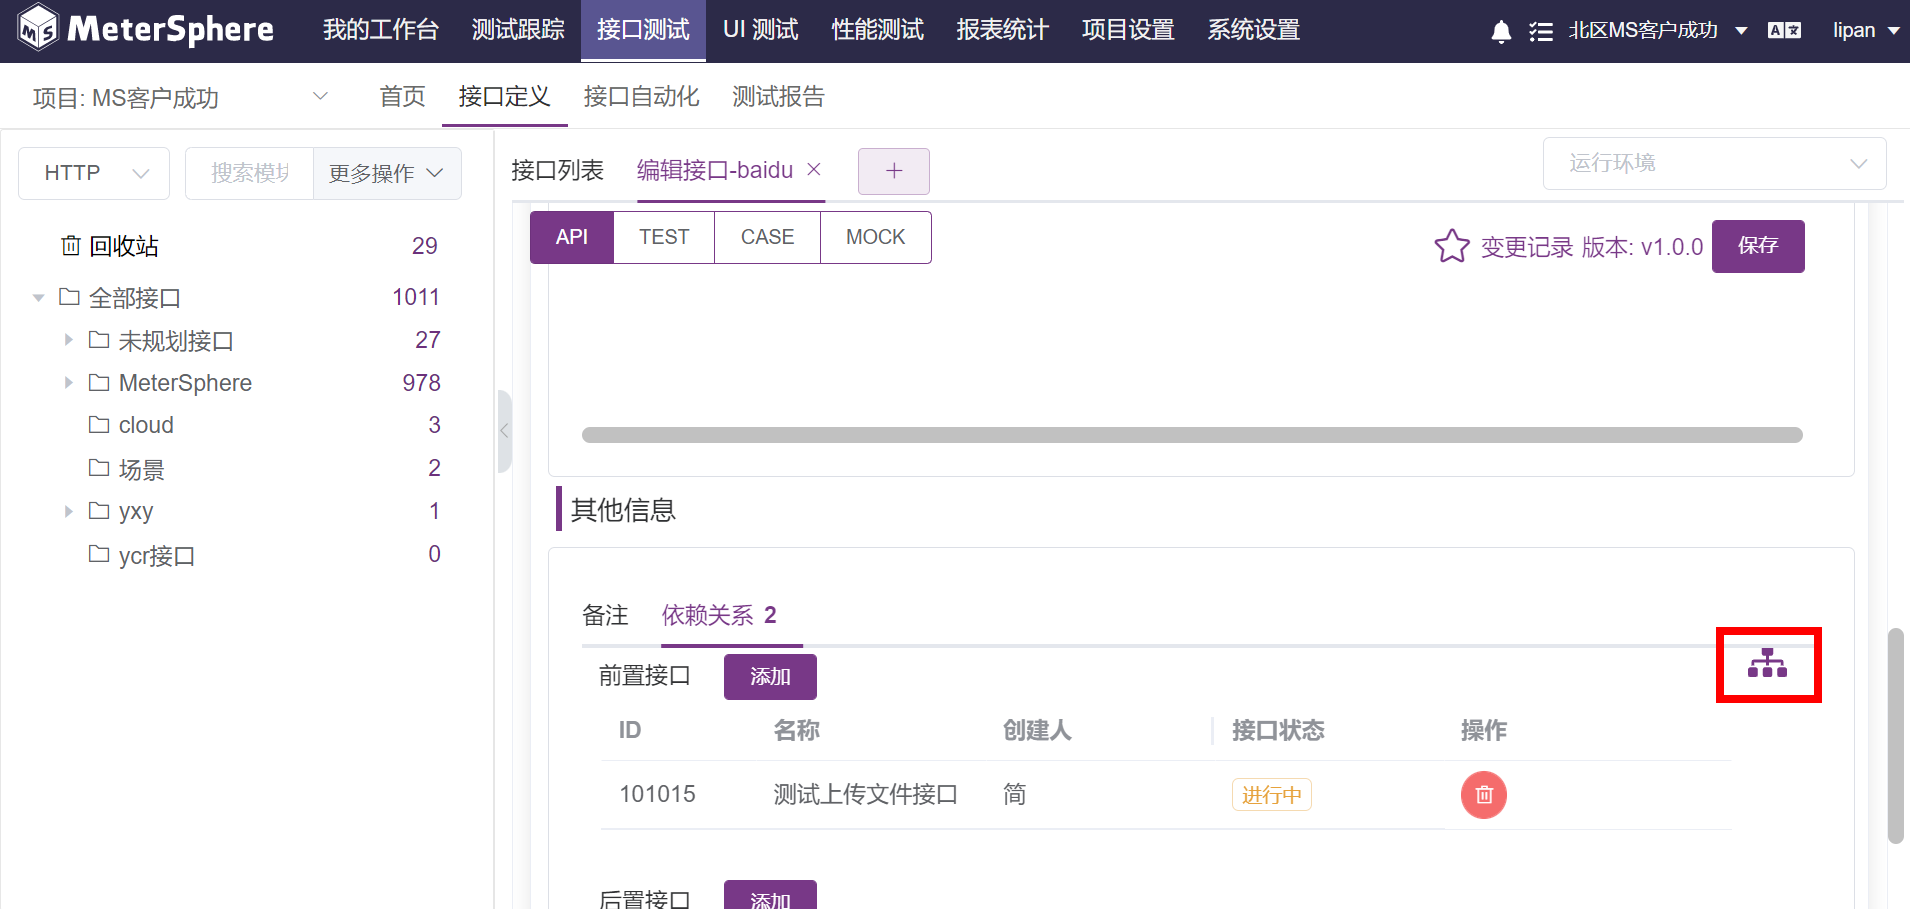 MS MeterSphere 我的工作台 测试跟踪 接口测试 UI 测试 性能测试 报表统计 项目设置 系统设置 北区MS客户成功 lipan
项目: MS客户成功 首页 接口定义 接口自动化 测试报告
HTTP 搜索模块 更多操作
接口列表 编辑接口-baidu 运行环境
API TEST CASE MOCK
变更记录 版本: v1.0.0 保存
回收站 29
全部接口 1011
未规划接口 27
MeterSphere 978
cloud 3
场景 2
yxy 1
ycr接口 0
其他信息
备注 依赖关系 2
前置接口 添加
ID 名称 创建人 接口状态 操作
101015 测试上传文件接口 简 进行中
后置接口 添加